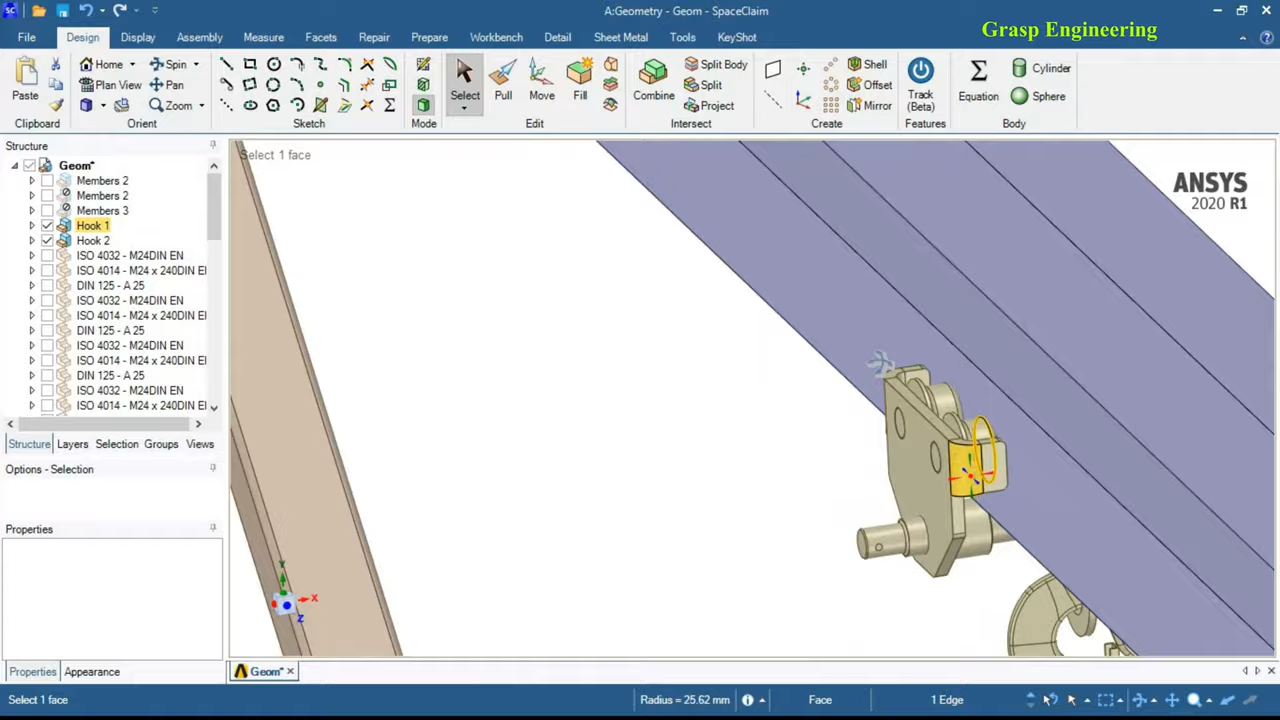 A:Geometry - Geom - SpaceClaim
Grasp Engineering
File Design Display Assembly Measure Facets Repair Prepare Workbench Detail Sheet Metal Tools KeyShot
Home Spin Split Body Shell Cylinder
Plan View Pan Split Offset Sphere
Zoom Project Mirror
Paste Select Pull Move Fill Combine Track (Beta) Equation
Clipboard Orient Sketch Mode Edit Intersect Create Features Body
Structure
Select 1 face
Geom*
Members 2
Members 2
Members 3
Hook 1
Hook 2
ISO 4032 - M24DIN EN
ISO 4014 - M24 x 240DIN EN
DIN 125 - A 25
ISO 4032 - M24DIN EN
ISO 4014 - M24 x 240DIN EN
DIN 125 - A 25
ISO 4032 - M24DIN EN
ISO 4014 - M24 x 240DIN EN
DIN 125 - A 25
ISO 4032 - M24DIN EN
ISO 4014 - M24 x 240DIN EN
Structure Layers Selection Groups Views
Options - Selection
Properties
Properties Appearance
ANSYS
2020 R1
Y
X
Z
Geom*
Select 1 face Radius = 25.62 mm Face 1 Edge